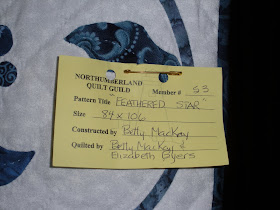 NORTHUMBERLAND
QUILT GUILD Member # 53
Pattern Title "FEATHERED STAR"
Size 84 x 106
Constructed by Betty MacKay
Quilted by Betty MacKay &
Elizabeth Byers